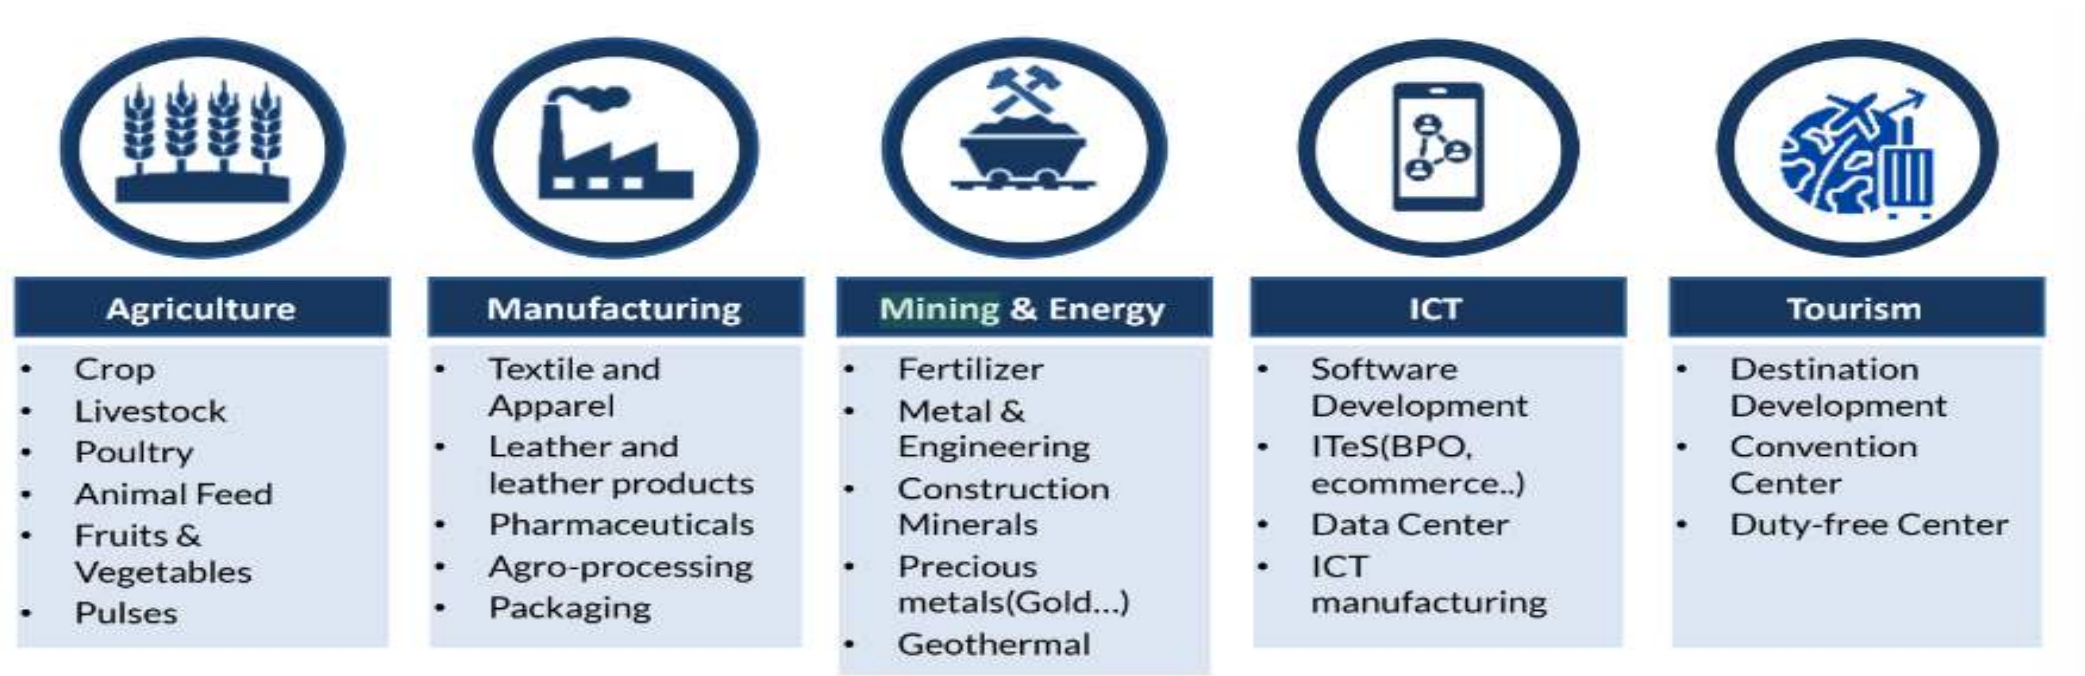 Agriculture
• Crop
• Livestock
• Poultry
• Animal Feed
• Fruits &
Vegetables
• Pulses
Manufacturing
• Textile and
Apparel
• Leather and
leather products
• Pharmaceuticals
• Agro-processing
• Packaging
Mining & Energy
• Fertilizer
• Metal &
Engineering
• Construction
Minerals
• Precious
metals(Gold...)
• Geothermal
ICT
• Software
Development
• ITeS(BPO,
ecommerce..)
• Data Center
• ICT
manufacturing
Tourism
• Destination
Development
• Convention
Center
• Duty-free Center